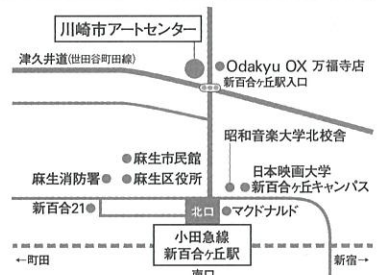 川崎市アートセンター
津久井道(世田谷町田線)
Odakyu OX 万福寺店
新百合ヶ丘駅入口
昭和音楽大学北校舎
麻生市民館
日本映画大学
麻生消防署
麻生区役所
新百合ヶ丘キャンパス
新百合21
北口
マクドナルド
小田急線
新百合ヶ丘駅
←町田
新宿→
南口